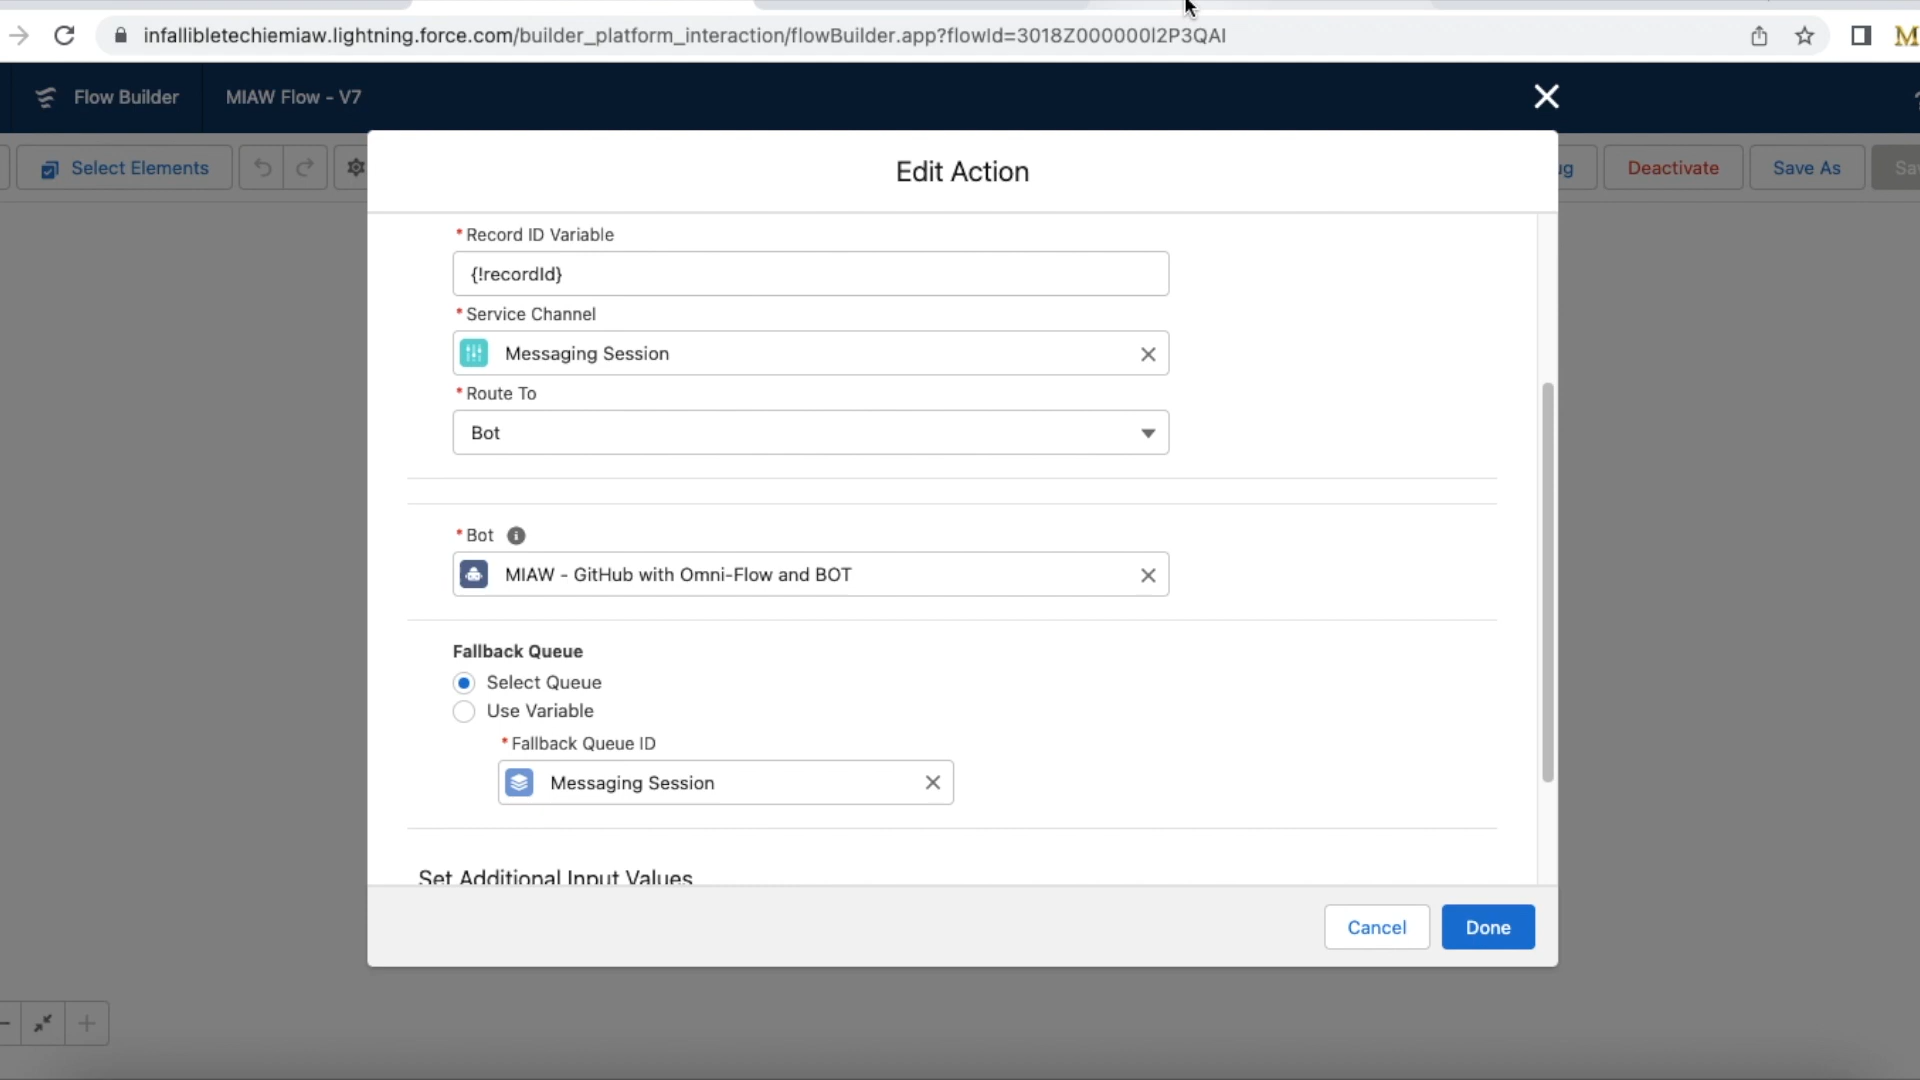 infallibletechiemiaw.lightning.force.com/builder_platform_interaction/flowBuilder.app?flowId=3018Z000000I2P3QAI
M
Flow Builder
MIAW Flow - V7
Select Elements
Deactivate
Save As
Edit Action
* Record ID Variable
{!recordId}
* Service Channel
Messaging Session
* Route To
Bot
* Bot
MIAW - GitHub with Omni-Flow and BOT
Fallback Queue
Select Queue
Use Variable
* Fallback Queue ID
Messaging Session
Set Additional Input Values
Cancel
Done